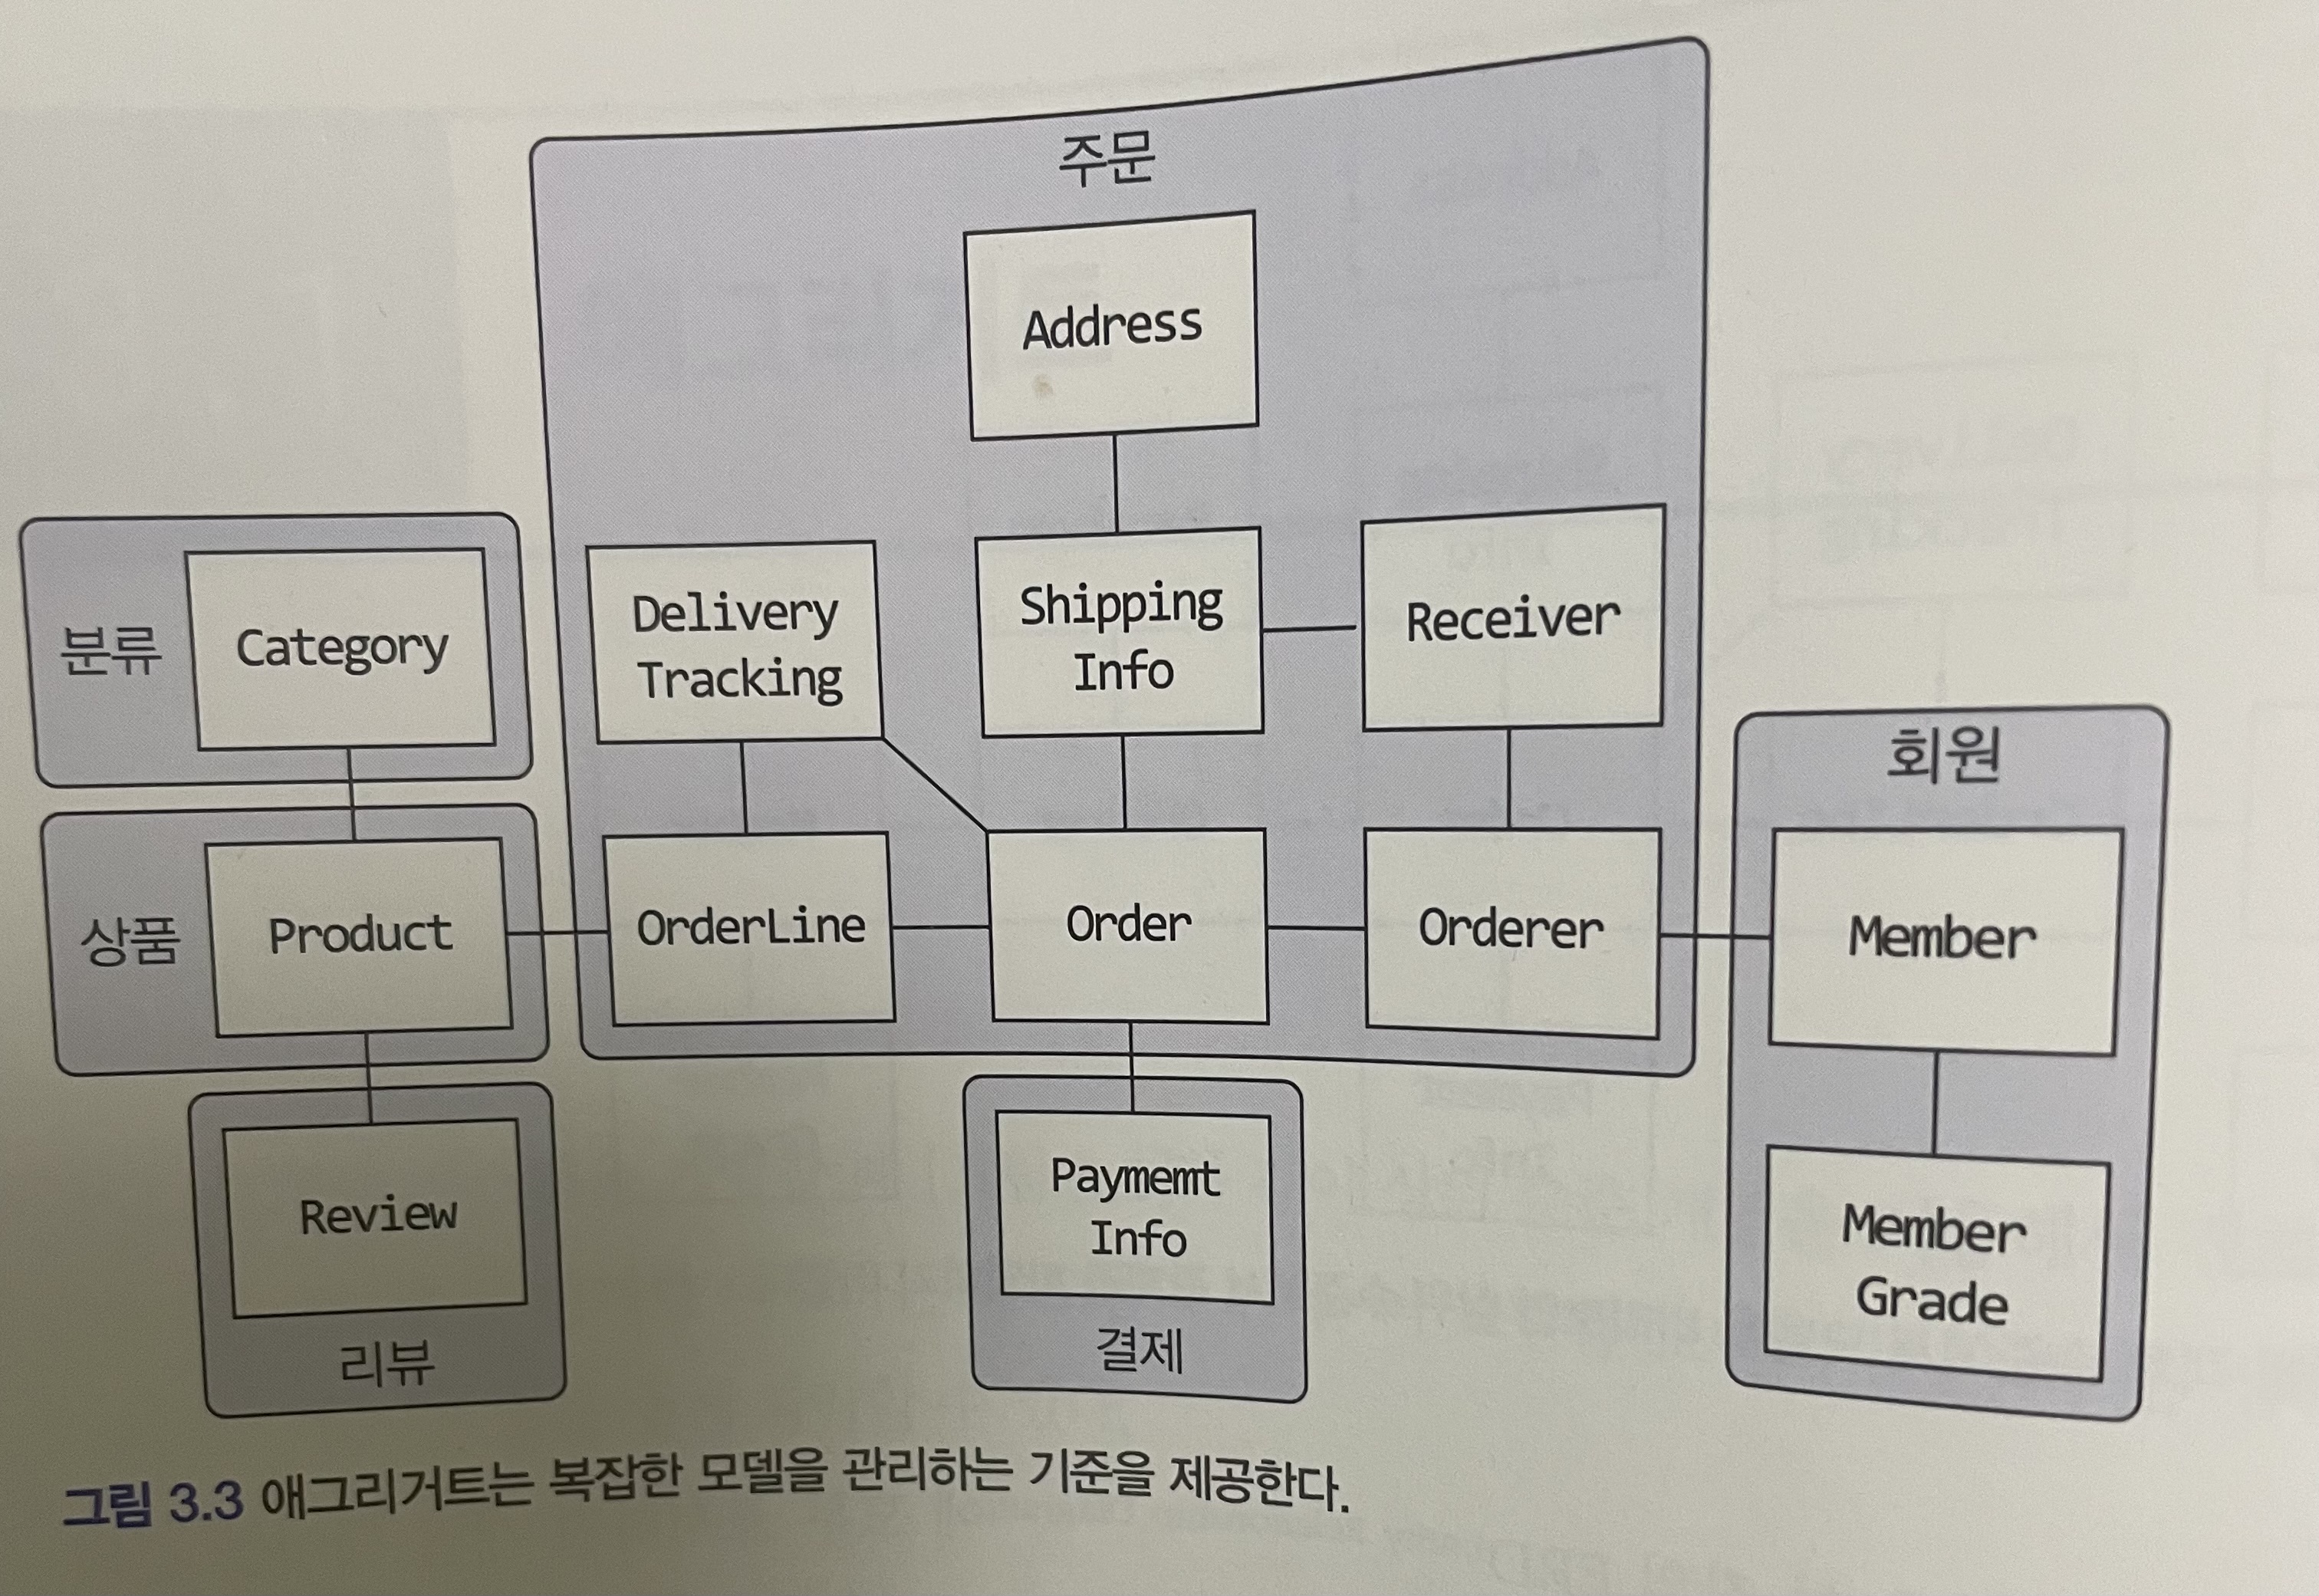 주문
Address
분류
Category
Delivery
Tracking
Shipping
Info
Receiver
회원
상품
Product
OrderLine
Order
Orderer
Member
Review
리뷰
Paymemt
Info
결제
Member
Grade
그림 3.3 애그리거트는 복잡한 모델을 관리하는 기준을 제공한다.